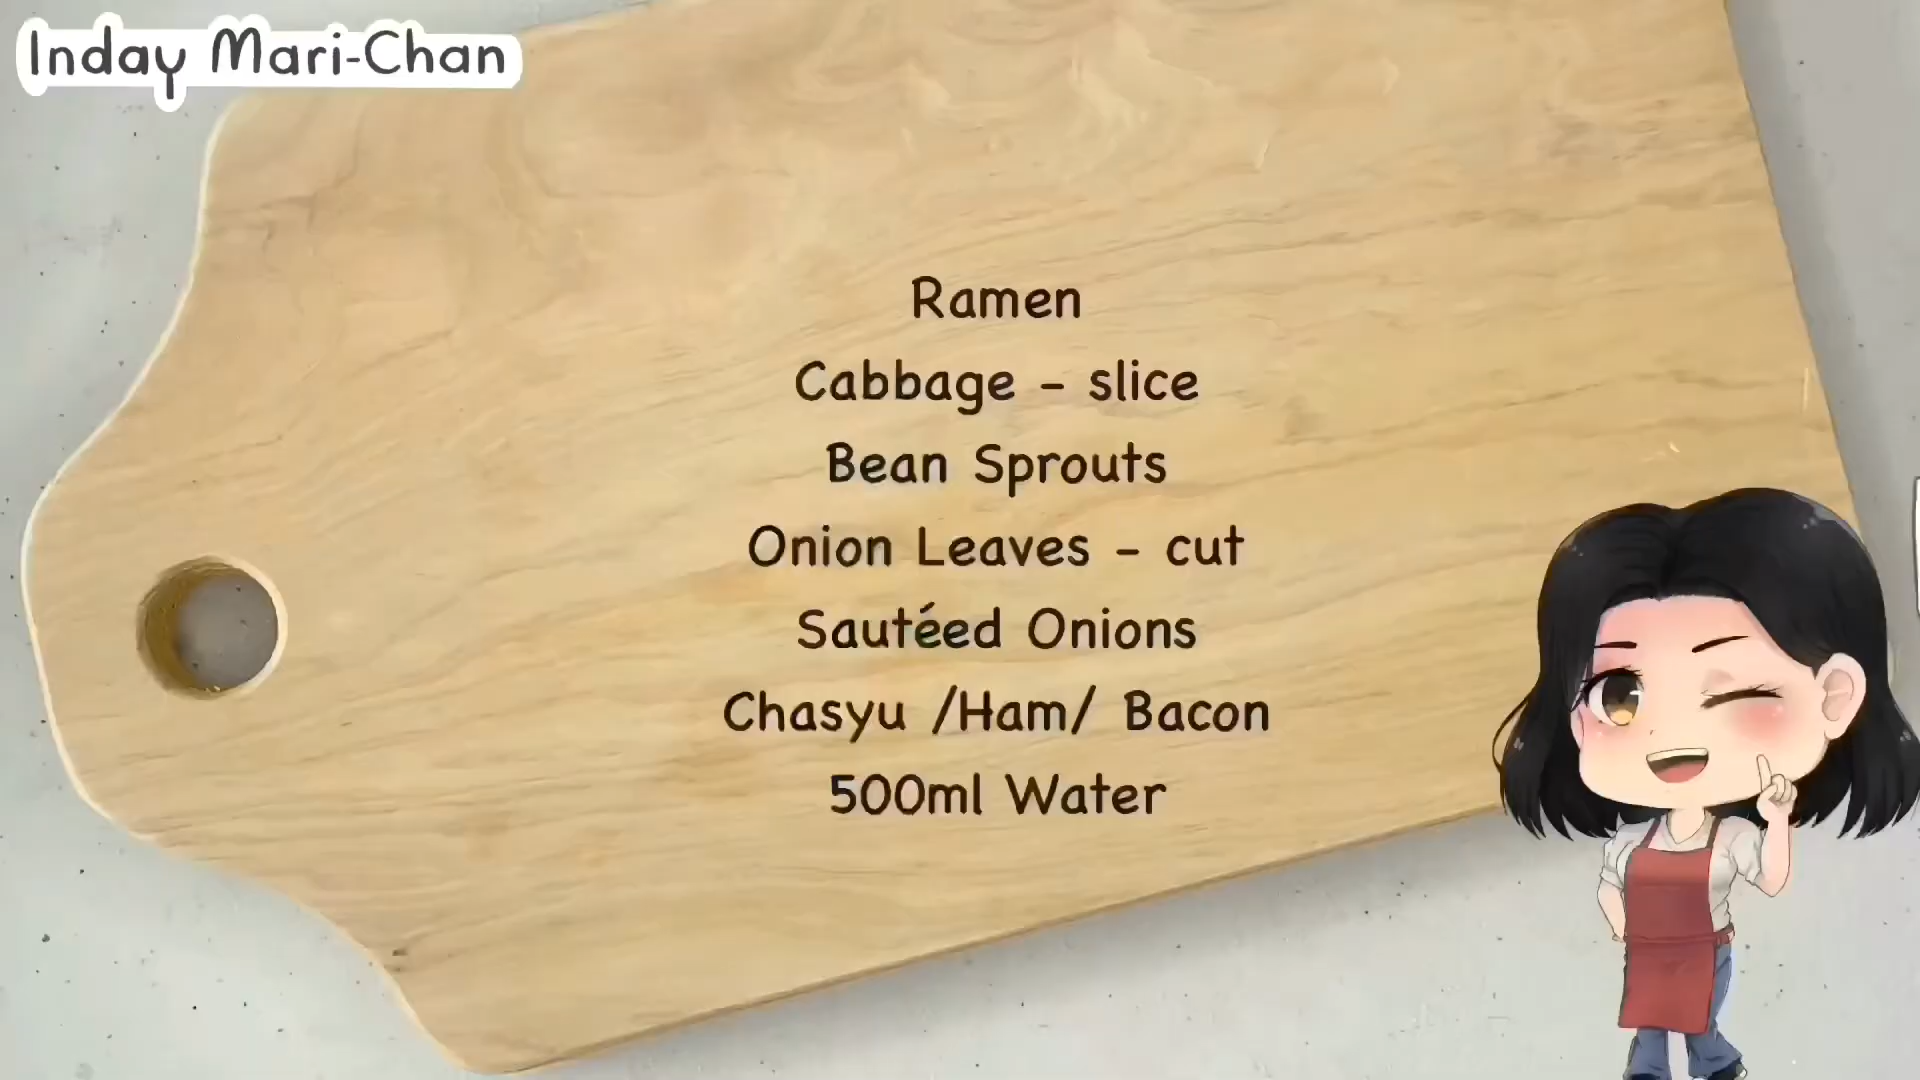 Inday Mari-Chan
Ramen
Cabbage - slice
Bean Sprouts
Onion Leaves - cut
Sautéed Onions
Chasyu /Ham/ Bacon
500ml Water